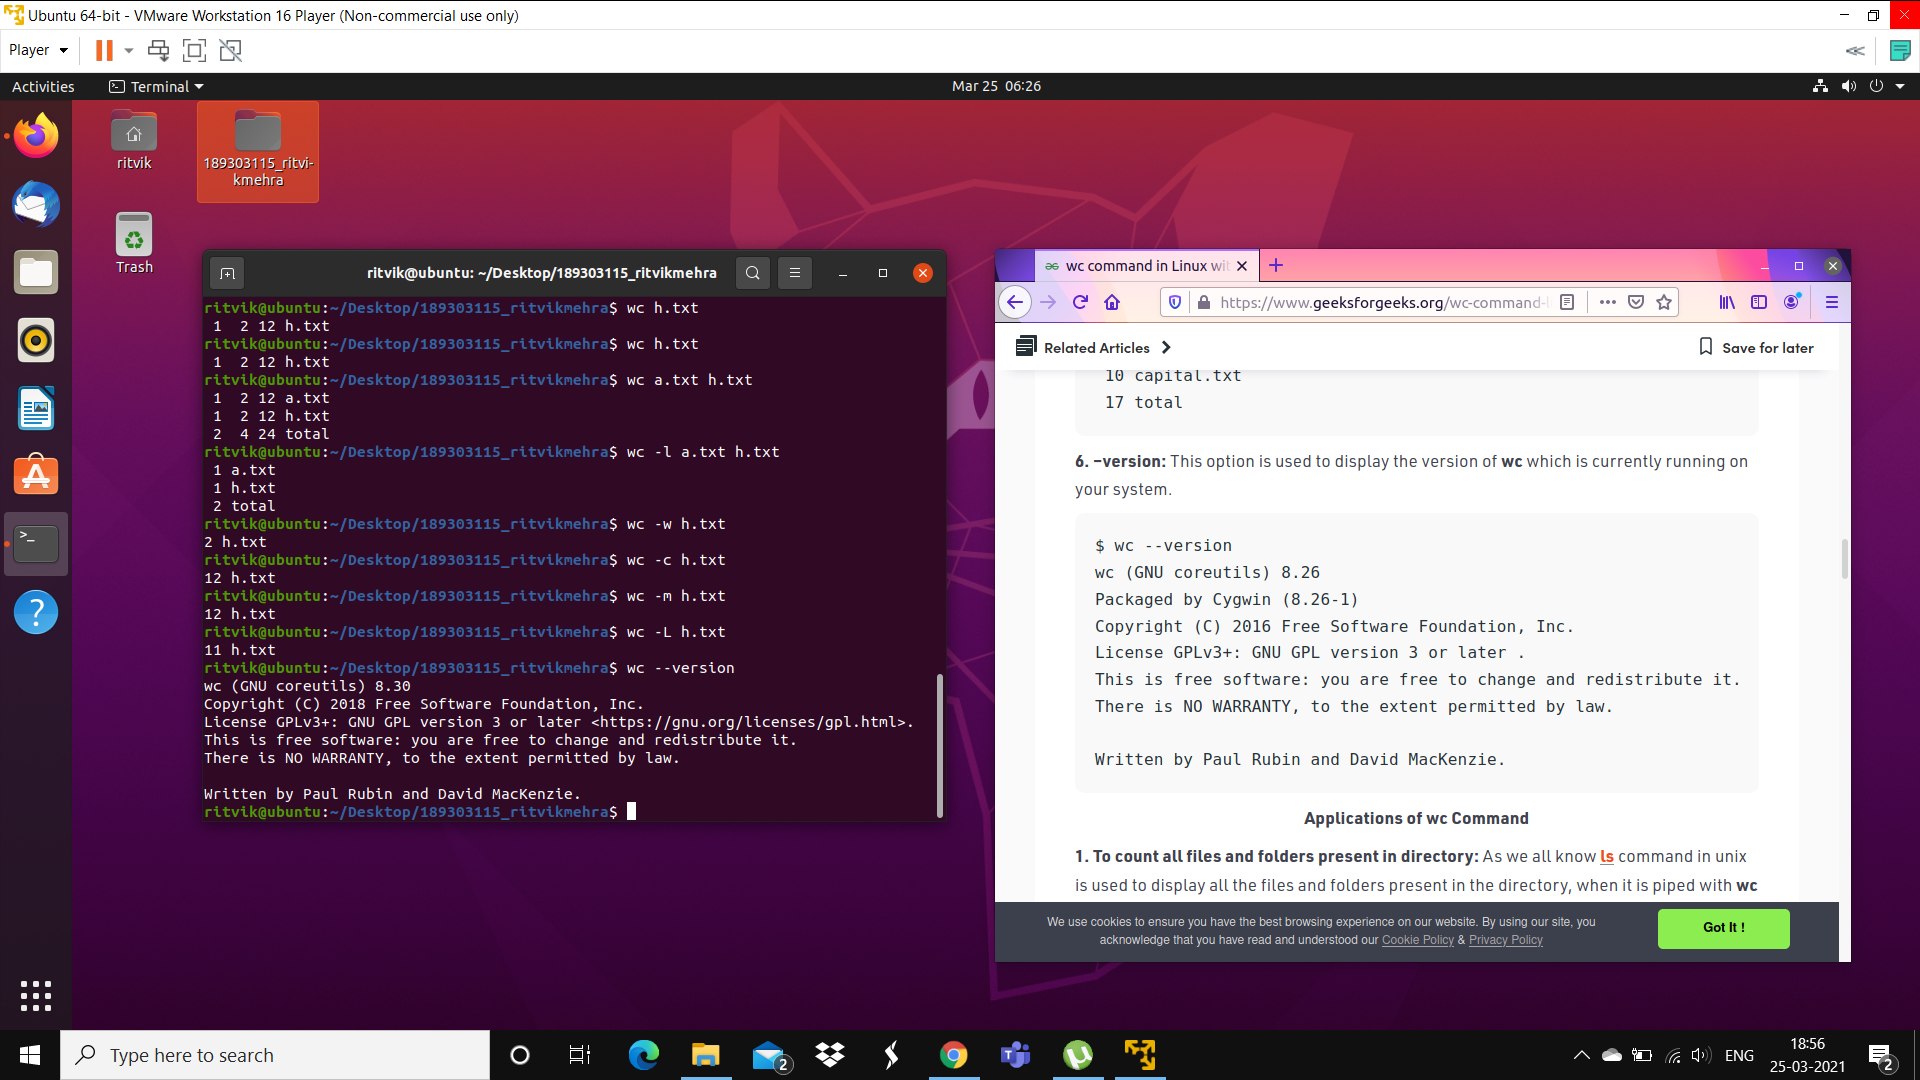 Ubuntu 64-bit - VMware Workstation 16 Player (Non-commercial use only)
Player
Activities
Terminal
Mar 25 06:26
ritvik
189303115_ritvi-
kmehra
Trash
ritvik@ubuntu: ~/Desktop/189303115_ritvikmehra
ritvik@ubuntu:~/Desktop/189303115_ritvikmehra$ wc h.txt
1 2 12 h.txt
ritvik@ubuntu:~/Desktop/189303115_ritvikmehra$ wc h.txt
1 2 12 h.txt
ritvik@ubuntu:~/Desktop/189303115_ritvikmehra$ wc a.txt h.txt
1 2 12 a.txt
1 2 12 h.txt
2 4 24 total
ritvik@ubuntu:~/Desktop/189303115_ritvikmehra$ wc -l a.txt h.txt
1 a.txt
1 h.txt
2 total
ritvik@ubuntu:~/Desktop/189303115_ritvikmehra$ wc -w h.txt
2 h.txt
ritvik@ubuntu:~/Desktop/189303115_ritvikmehra$ wc -c h.txt
12 h.txt
ritvik@ubuntu:~/Desktop/189303115_ritvikmehra$ wc -m h.txt
12 h.txt
ritvik@ubuntu:~/Desktop/189303115_ritvikmehra$ wc -L h.txt
11 h.txt
ritvik@ubuntu:~/Desktop/189303115_ritvikmehra$ wc --version
wc (GNU coreutils) 8.30
Copyright (C) 2018 Free Software Foundation, Inc.
License GPLv3+: GNU GPL version 3 or later <https://gnu.org/licenses/gpl.html>.
This is free software: you are free to change and redistribute it.
There is NO WARRANTY, to the extent permitted by law.
Written by Paul Rubin and David MacKenzie.
ritvik@ubuntu:~/Desktop/189303115_ritvikmehra$
wc command in Linux wit
https://www.geeksforgeeks.org/wc-command-l
Related Articles
Save for later
10 capital.txt
17 total
6. –version: This option is used to display the version of wc which is currently running on
your system.
$ wc --version
wc (GNU coreutils) 8.26
Packaged by Cygwin (8.26-1)
Copyright (C) 2016 Free Software Foundation, Inc.
License GPLv3+: GNU GPL version 3 or later .
This is free software: you are free to change and redistribute it.
There is NO WARRANTY, to the extent permitted by law.
Written by Paul Rubin and David MacKenzie.
Applications of wc Command
1. To count all files and folders present in directory: As we all know ls command in unix
is used to display all the files and folders present in the directory, when it is piped with wc
We use cookies to ensure you have the best browsing experience on our website. By using our site, you
acknowledge that you have read and understood our Cookie Policy & Privacy Policy
Got It !
Type here to search
2
ENG
18:56
25-03-2021
2